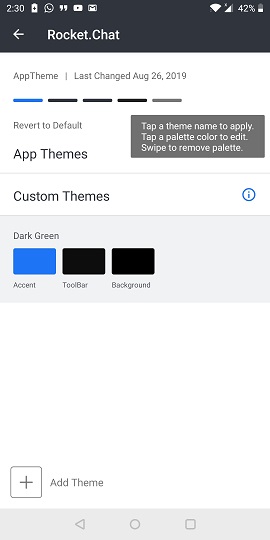 2:30
42%
Rocket.Chat
AppTheme | Last Changed Aug 26, 2019
Revert to Default
Tap a theme name to apply.
Tap a palette color to edit.
Swipe to remove palette.
App Themes
Custom Themes
Dark Green
Accent ToolBar Background
Add Theme